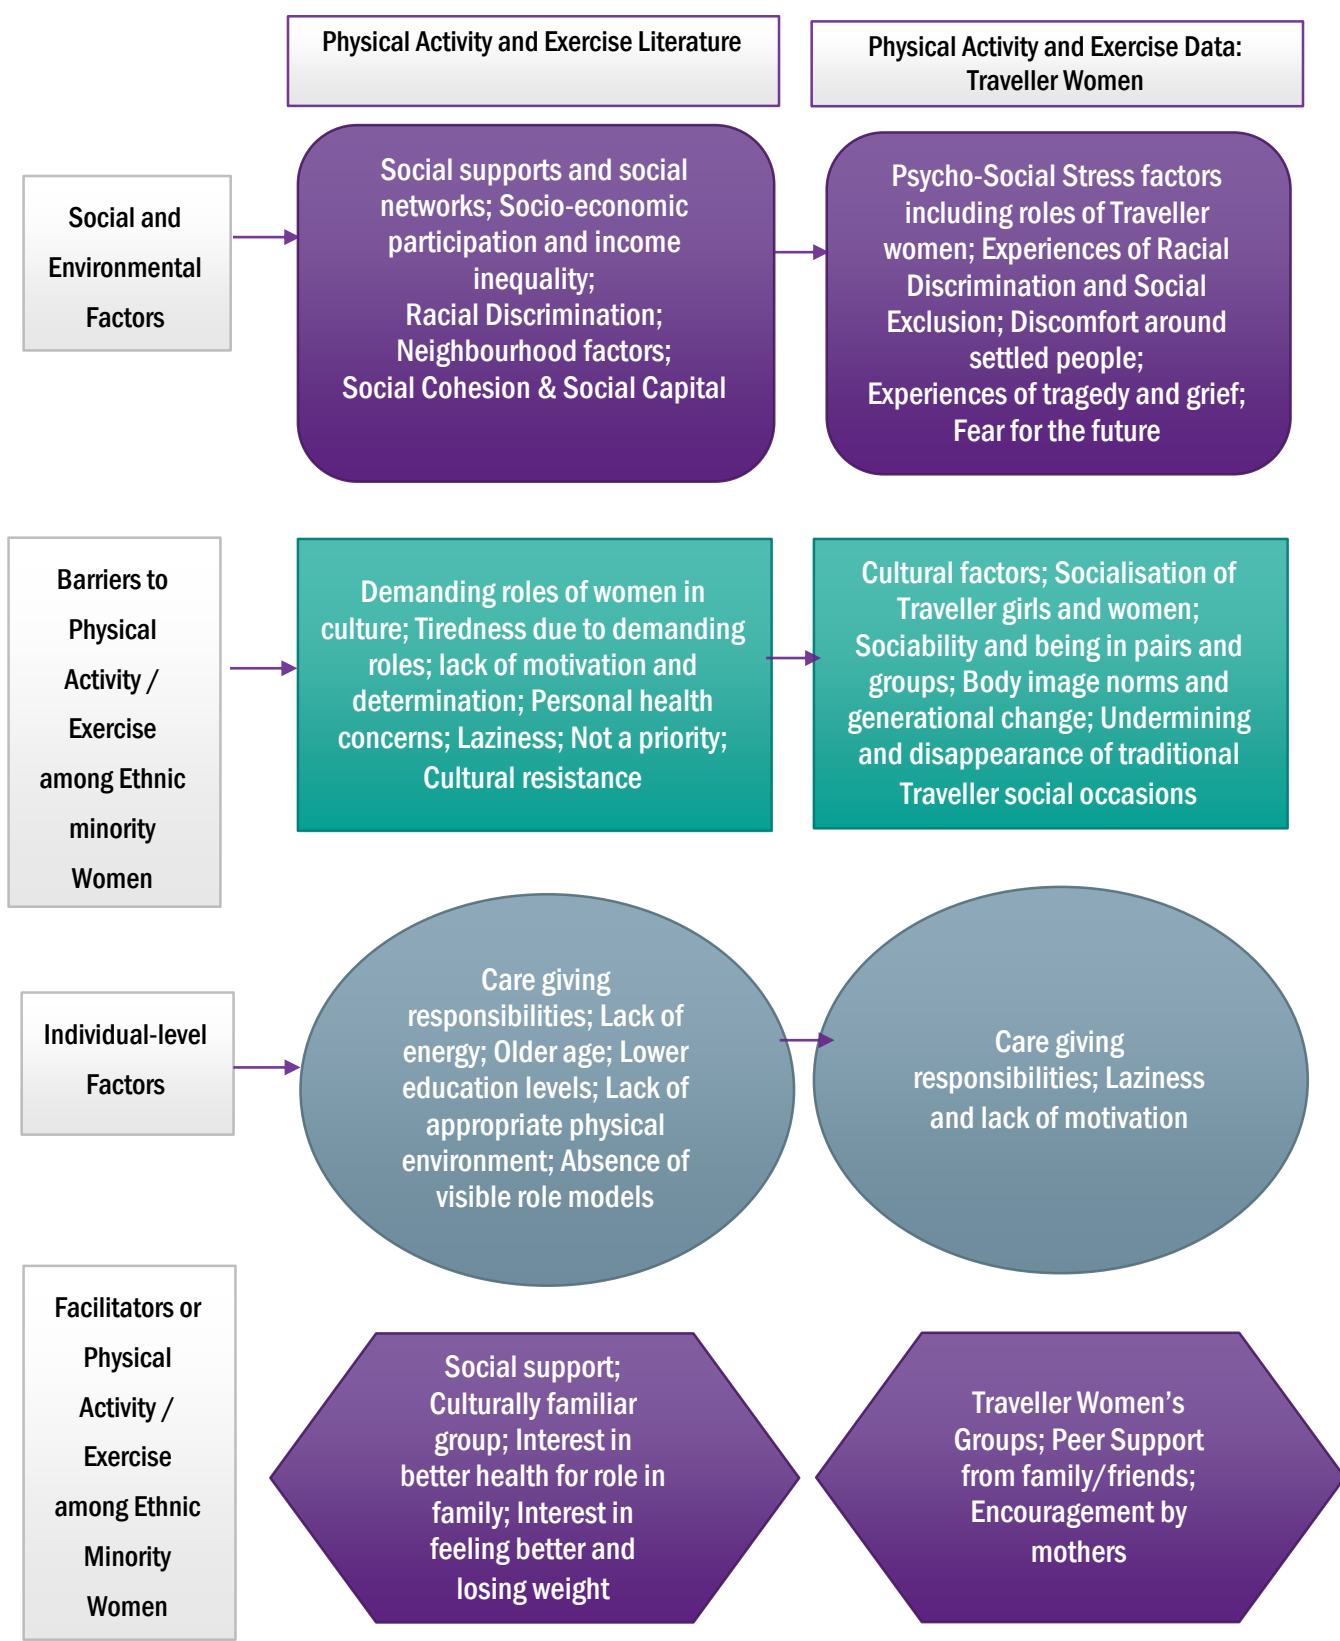 Physical Activity and Exercise Literature
Physical Activity and Exercise Data:
Traveller Women
Social and
Environmental
Factors
Social supports and social
networks; Socio-economic
participation and income
inequality;
Racial Discrimination;
Neighbourhood factors;
Social Cohesion & Social Capital
Psycho-Social Stress factors
including roles of Traveller
women; Experiences of Racial
Discrimination and Social
Exclusion; Discomfort around
settled people;
Experiences of tragedy and grief;
Fear for the future
Barriers to
Physical
Activity /
Exercise
among Ethnic
minority
Women
Demanding roles of women in
culture; Tiredness due to demanding
roles; lack of motivation and
determination; Personal health
concerns; Laziness; Not a priority;
Cultural resistance
Cultural factors; Socialisation of
Traveller girls and women;
Sociability and being in pairs and
groups; Body image norms and
generational change; Undermining
and disappearance of traditional
Traveller social occasions
Individual-level
Factors
Care giving
responsibilities; Lack of
energy; Older age; Lower
education levels; Lack of
appropriate physical
environment; Absence of
visible role models
Care giving
responsibilities; Laziness
and lack of motivation
Facilitators or
Physical
Activity /
Exercise
among Ethnic
Minority
Women
Social support;
Culturally familiar
group; Interest in
better health for role in
family; Interest in
feeling better and
losing weight
Traveller Women’s
Groups; Peer Support
from family/friends;
Encouragement by
mothers